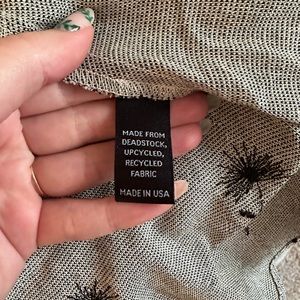 MADE FROM
DEADSTOCK,
UPCYCLED,
RECYCLED
FABRIC
MADE IN USA